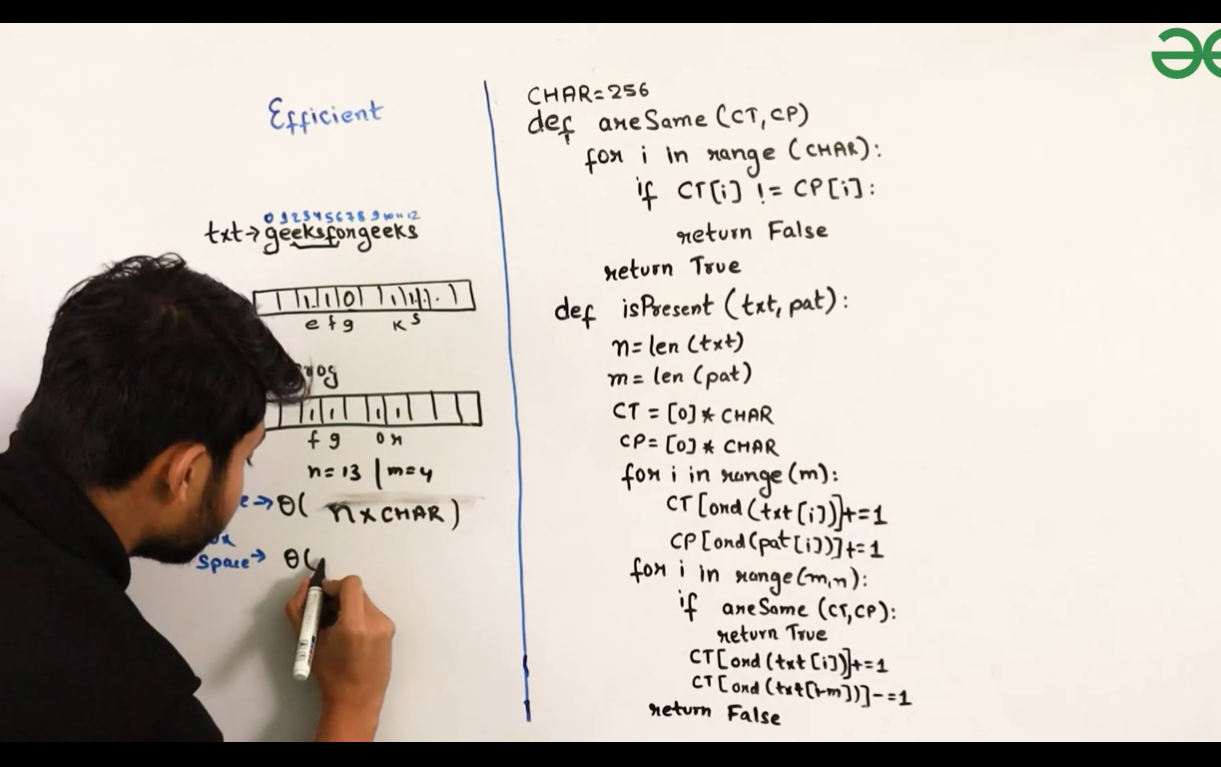 Efficient
0 1 2 3 4 5 6 7 8 9 10 11 12
txt→geeksforgeeks
e f g K S
f g o r
n=13 | m=4
θ( n x CHAR)
Space→ θ(
CHAR=256
def areSame (CT, CP)
for i in range (CHAR):
if CT[i] != CP[i]:
return False
return True
def isPresent (txt, pat):
n=len (txt)
m= len (pat)
CT = [0]* CHAR
CP= [0] * CHAR
for i in range (m):
CT [ord (txt [i])]+=1
CP[ord(pat[i])]+=1
for i in range(m,n):
if areSame (CT,CP):
return True
CT[ord (txt [i])]+=1
CT[ord (txt[i-m])]-=1
return False